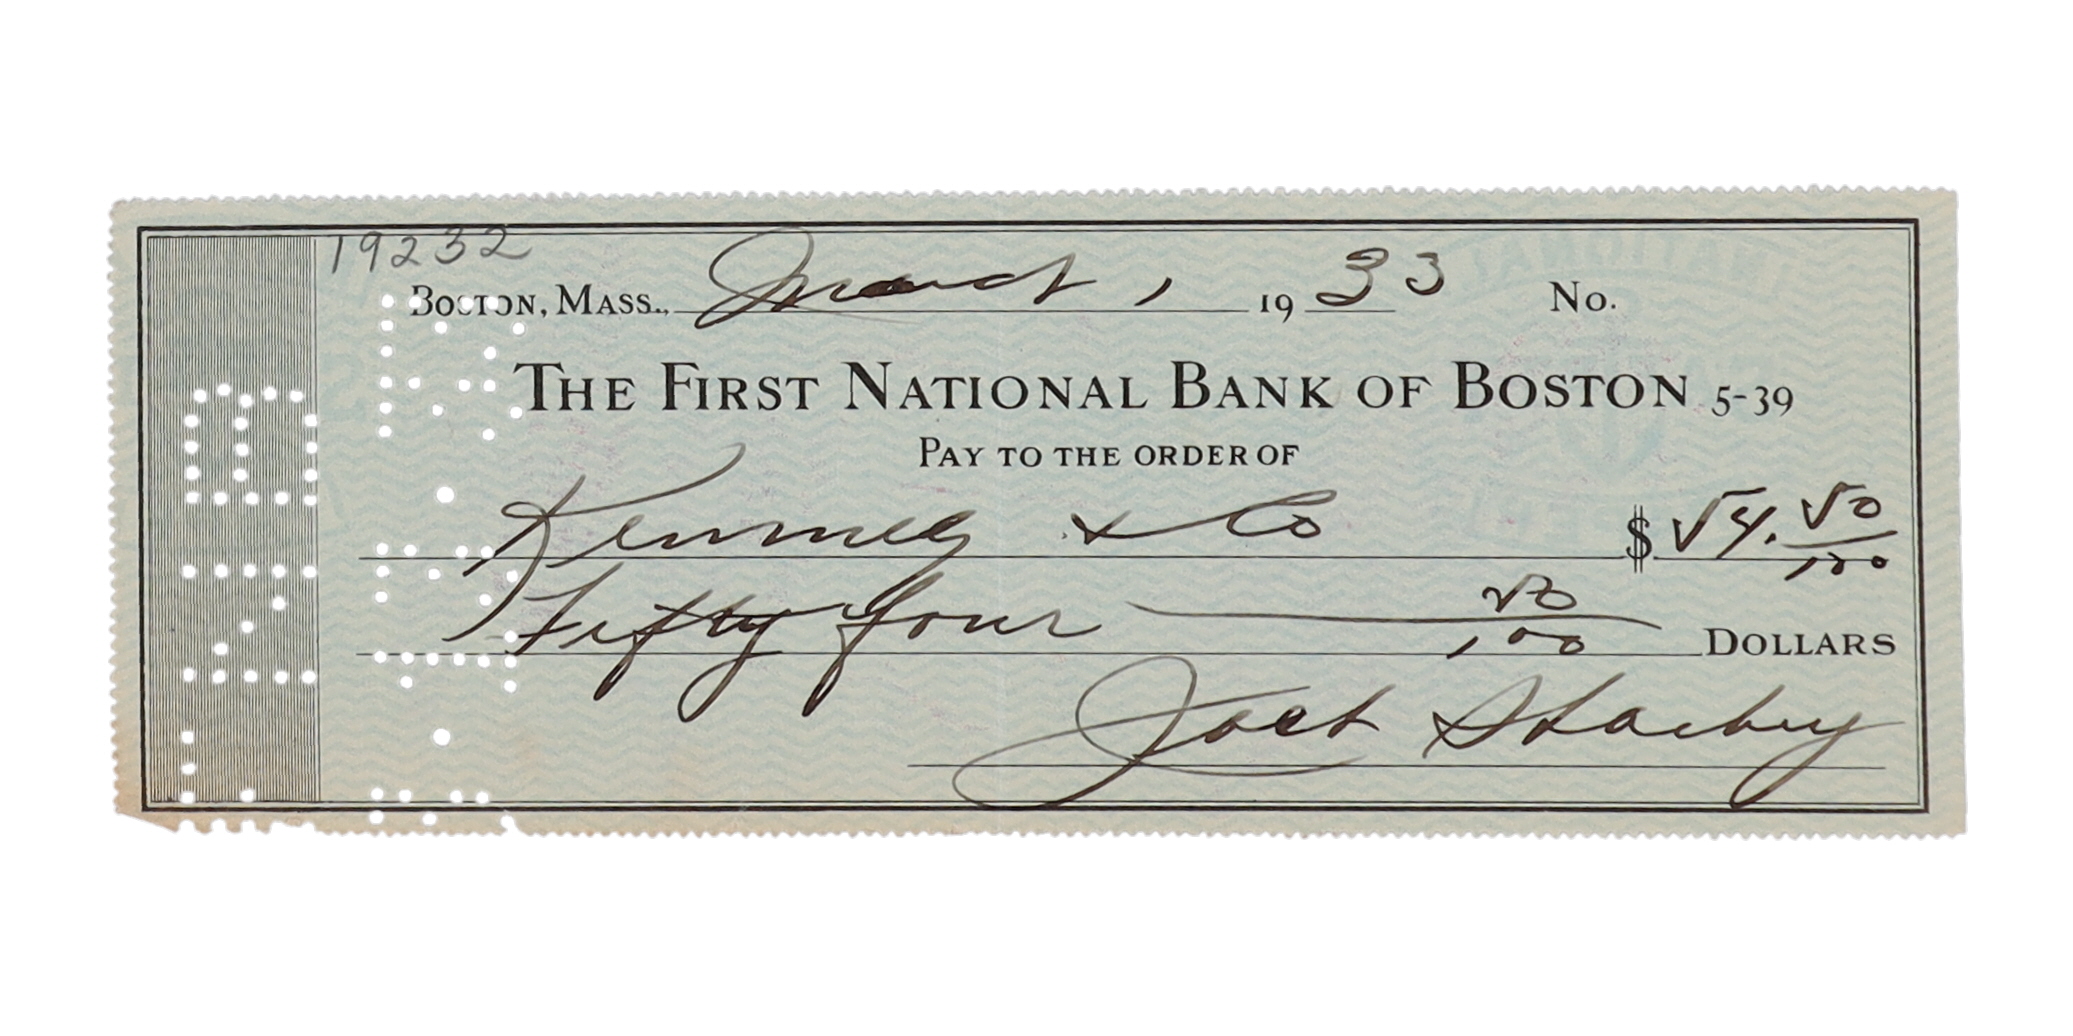 19232
BOSTON, MASS., March 1, 1933 No.
THE FIRST NATIONAL BANK OF BOSTON 5-39
PAY TO THE ORDER OF
Kennedy & Co $ 54. 50/100
Fifty four 50/100 DOLLARS
Jack Sharkey